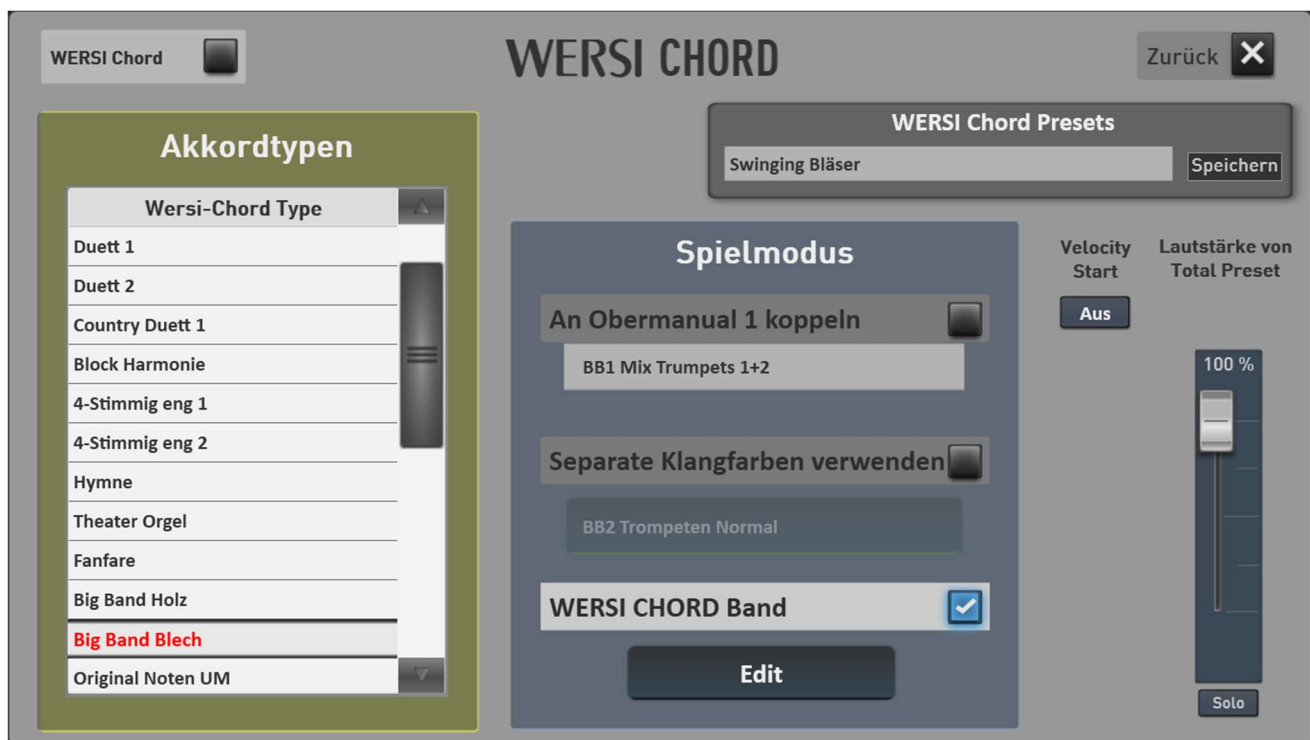 WERSI Chord
WERSI CHORD
Zurück
Akkordtypen
Wersi-Chord Type
Duett 1
Duett 2
Country Duett 1
Block Harmonie
4-Stimmig eng 1
4-Stimmig eng 2
Hymne
Theater Orgel
Fanfare
Big Band Holz
Big Band Blech
Original Noten UM
WERSI Chord Presets
Swinging Bläser
Speichern
Spielmodus
An Obermanual 1 koppeln
BB1 Mix Trumpets 1+2
Separate Klangfarben verwenden
BB2 Trompeten Normal
WERSI CHORD Band
Edit
Velocity
Start
Aus
Lautstärke von
Total Preset
100 %
Solo